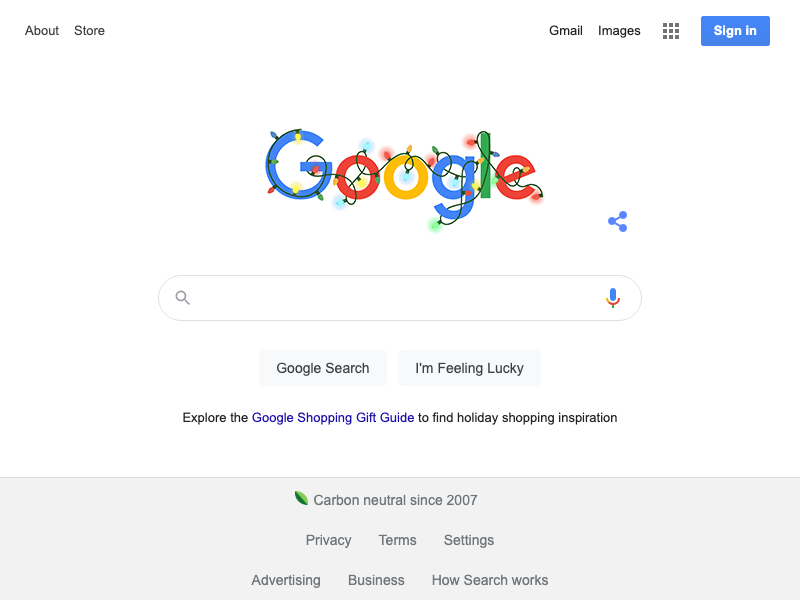 About Store Gmail Images Sign in
Google
Google Search I'm Feeling Lucky
Explore the Google Shopping Gift Guide to find holiday shopping inspiration
Carbon neutral since 2007
Privacy Terms Settings
Advertising Business How Search works